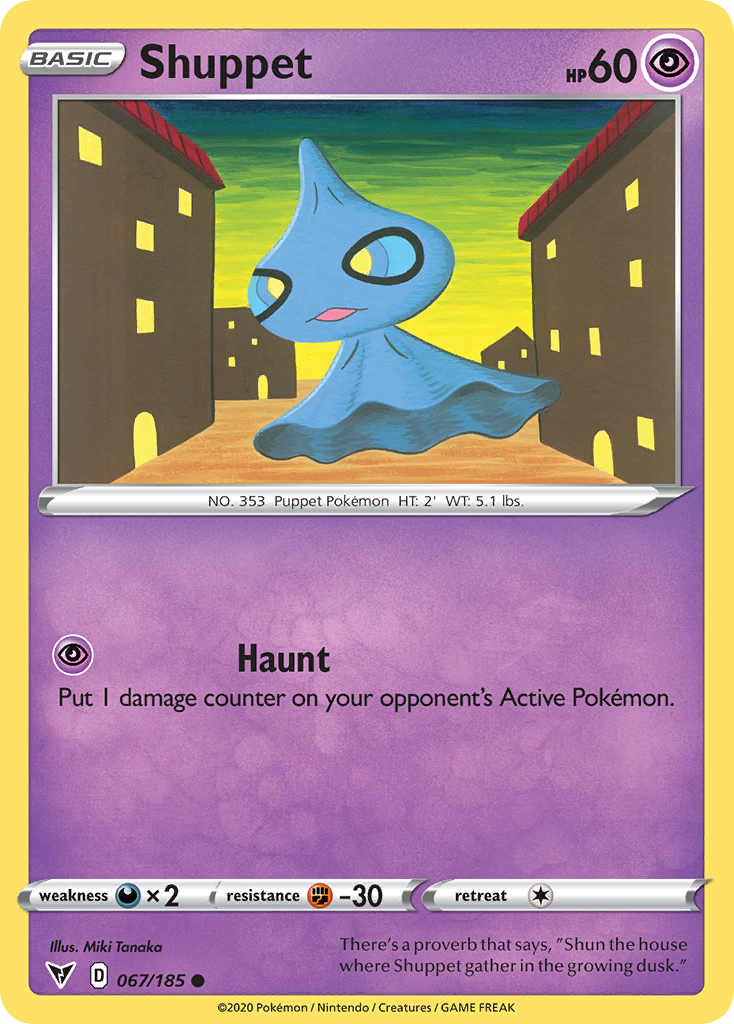 BASIC Shuppet HP60
NO. 353 Puppet Pokémon HT: 2' WT: 5.1 lbs.
Haunt
Put 1 damage counter on your opponent's Active Pokémon.
weakness ×2 resistance -30 retreat
Illus. Miki Tanaka
There's a proverb that says, "Shun the house
where Shuppet gather in the growing dusk."
D 067/185
©2020 Pokémon / Nintendo / Creatures / GAME FREAK